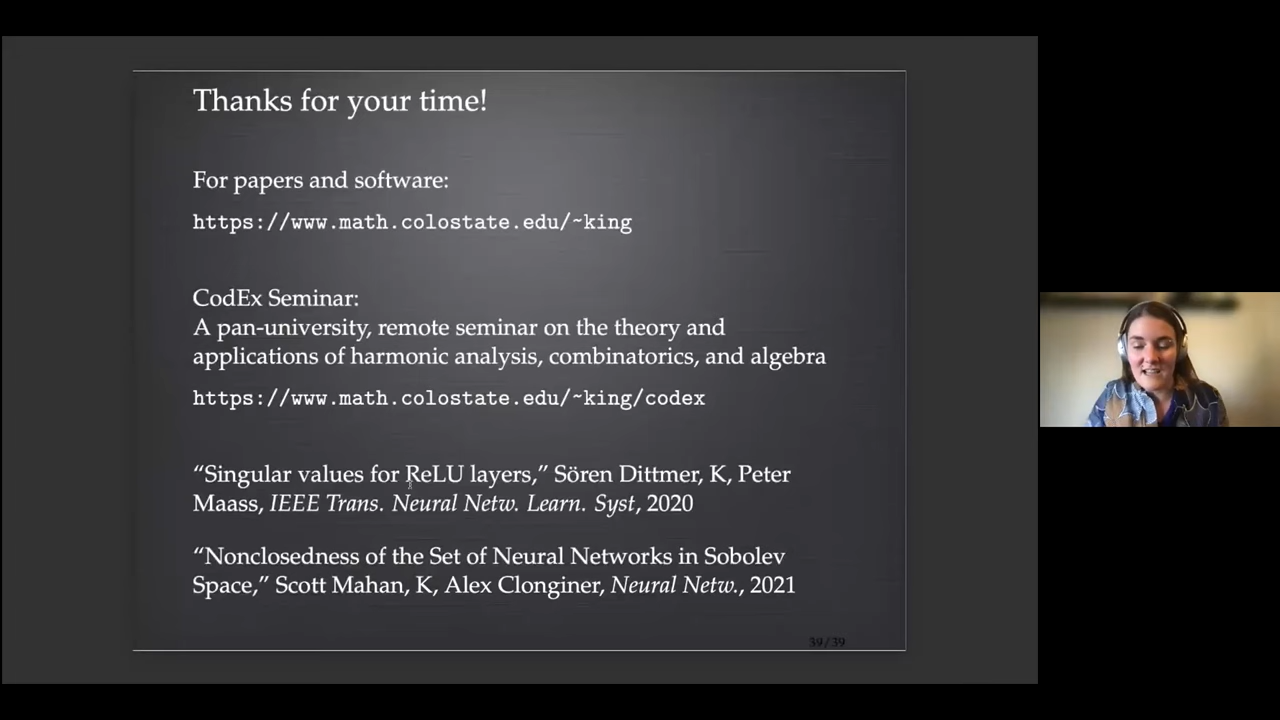 Thanks for your time!
For papers and software:
https://www.math.colostate.edu/~king
CodEx Seminar:
A pan-university, remote seminar on the theory and
applications of harmonic analysis, combinatorics, and algebra
https://www.math.colostate.edu/~king/codex
“Singular values for ReLU layers,” Sören Dittmer, K, Peter
Maass, IEEE Trans. Neural Netw. Learn. Syst, 2020
“Nonclosedness of the Set of Neural Networks in Sobolev
Space,” Scott Mahan, K, Alex Clonginer, Neural Netw., 2021
39/39